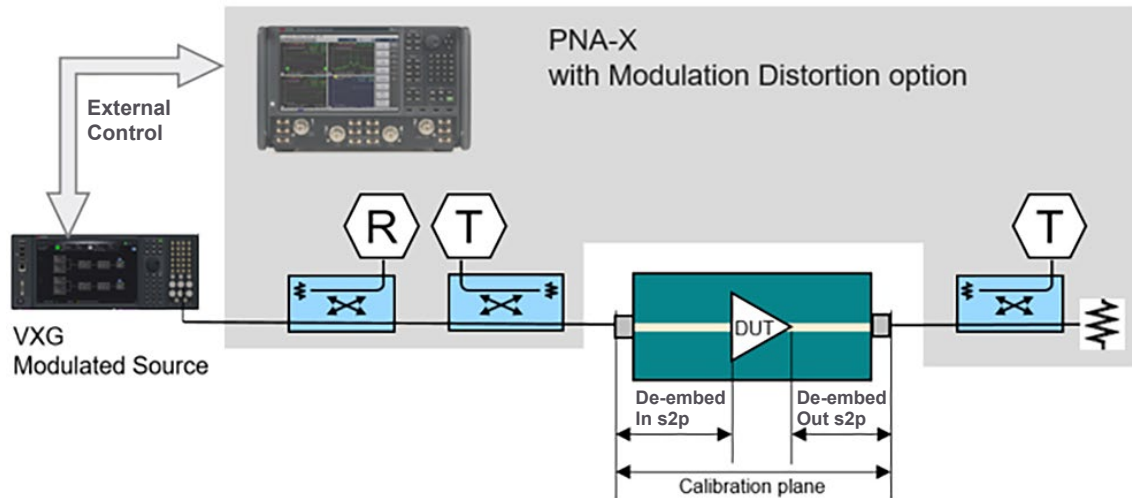 PNA-X
with Modulation Distortion option
External
Control
R
T
T
VXG
Modulated Source
DUT
De-embed
In s2p
De-embed
Out s2p
Calibration plane